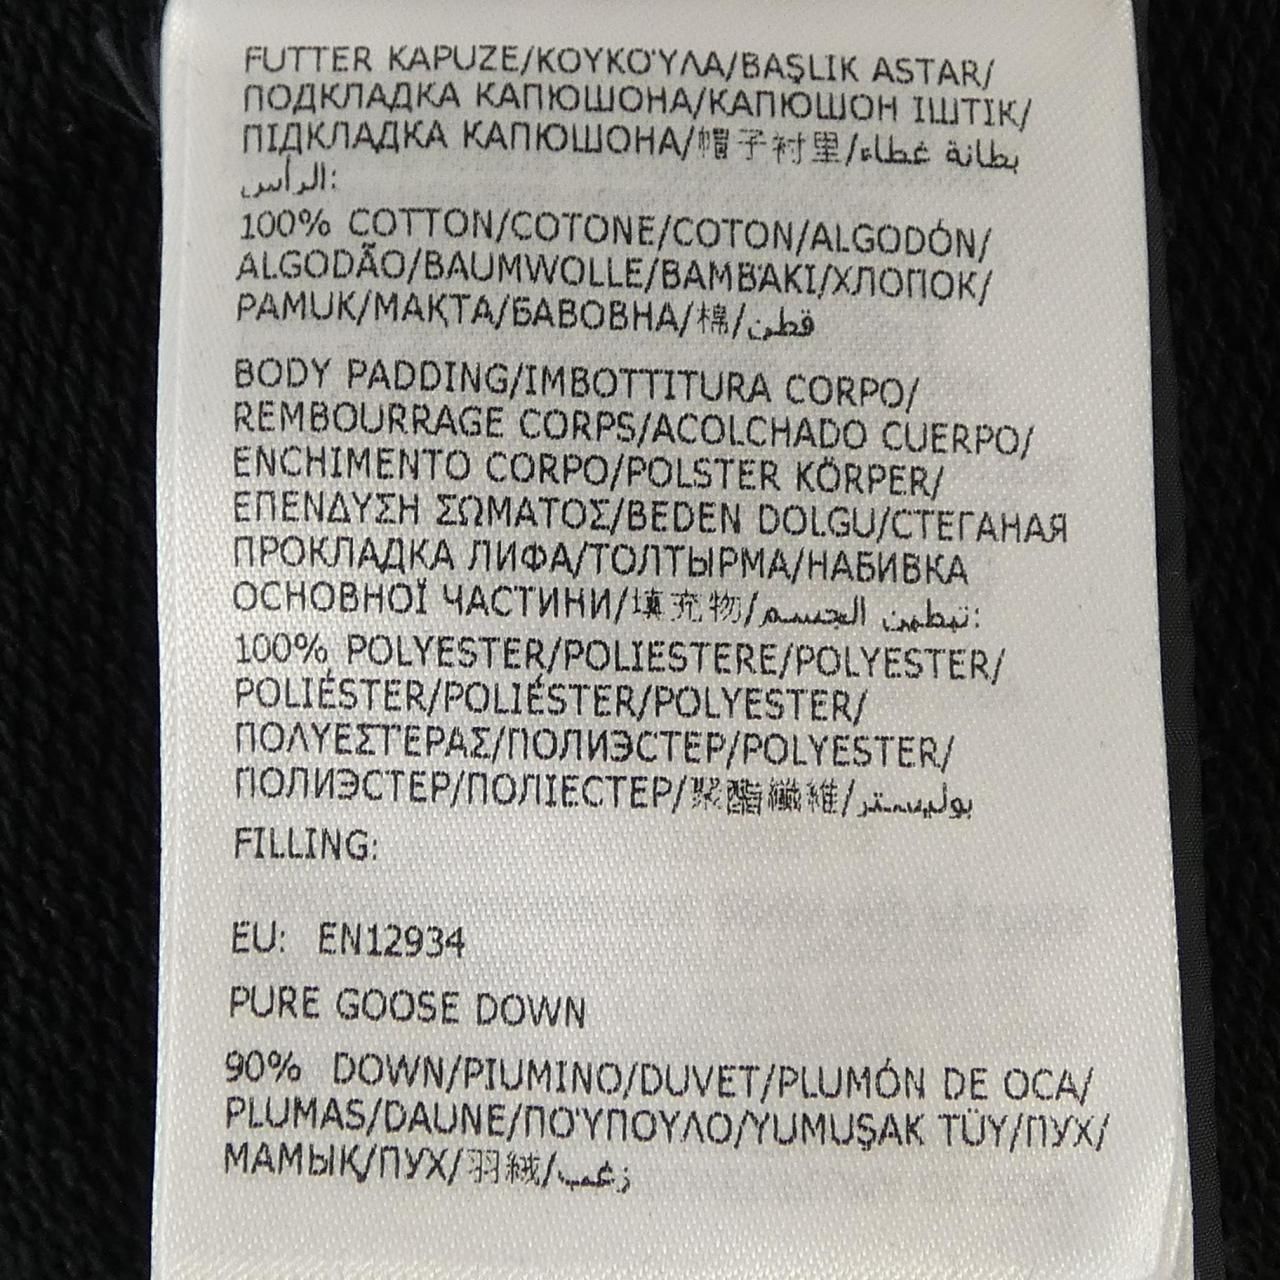 FUTTER KAPUZE/ΚΟΥΚΟΎΛΑ/BAŞLIK ASTAR/
ПОДКЛАДКА КАПЮШОНА/КАПЮШОН ІШТІК/
ПІДКЛАДКА КАПЮШОНА/帽子衬里/بطانة غطاء
الرأس:
100% COTTON/COTONE/COTON/ALGODÓN/
ALGODÃO/BAUMWOLLE/ΒΑΜΒΆΚΙ/ХЛОПОК/
PAMUK/МАҚТА/БАВОВНА/棉/قطن
BODY PADDING/IMBOTTITURA CORPO/
REMBOURRAGE CORPS/ACOLCHADO CUERPO/
ENCHIMENTO CORPO/POLSTER KÖRPER/
ΕΠΕΝΔΥΣΗ ΣΩΜΑΤΟΣ/BEDEN DOLGU/СТЕГАНАЯ
ПРОКЛАДКА ЛИФА/ТОЛТЫРМА/НАБИВКА
ОСНОВНОЇ ЧАСТИНИ/填充物/تبطين الجسم:
100% POLYESTER/POLIESTERE/POLYESTER/
POLIÉSTER/POLIÉSTER/POLYESTER/
ΠΟΛΥΕΣΤΕΡΑΣ/ПОЛИЭСТЕР/POLYESTER/
ПОЛИЭСТЕР/ПОЛІЕСТЕР/聚酯纖維/بوليستر
FILLING:
EU: EN12934
PURE GOOSE DOWN
90% DOWN/PIUMINO/DUVET/PLUMÓN DE OCA/
PLUMAS/DAUNE/ΠΟΎΠΟΥΛΟ/YUMUŞAK TÜY/ПУХ/
МАМЫҚ/ПУХ/羽絨/زغب